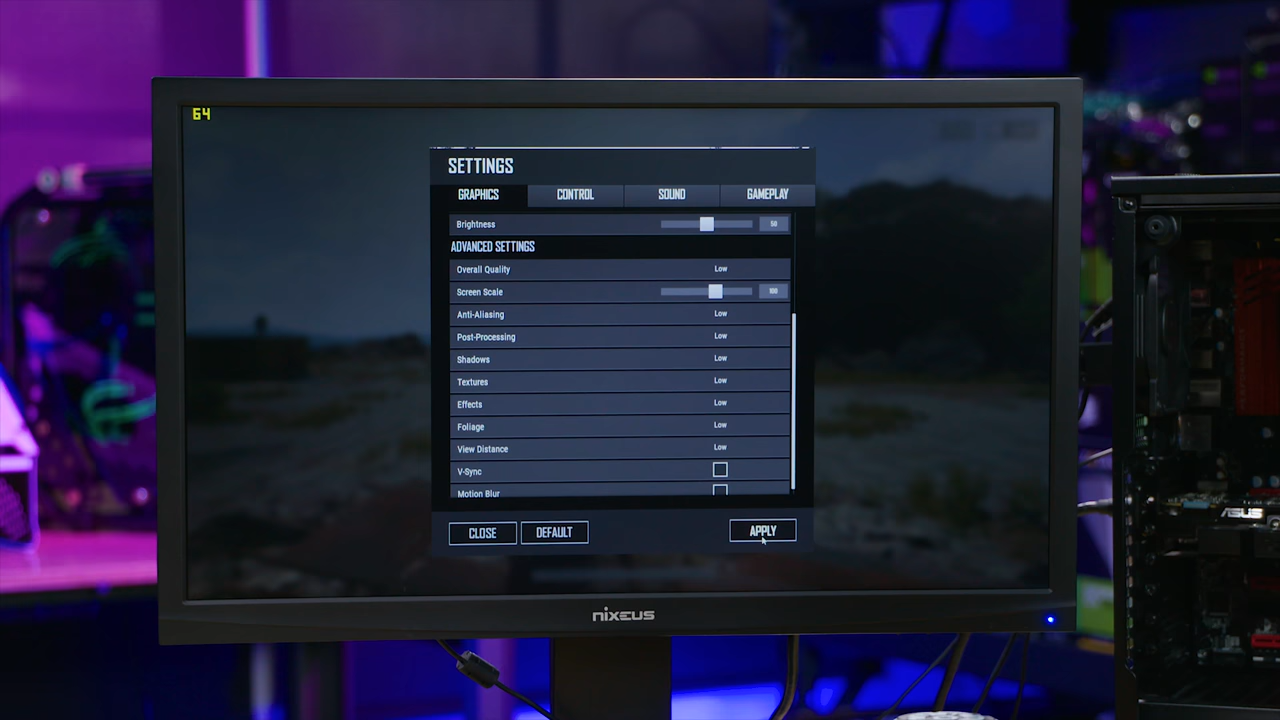 64
SETTINGS
GRAPHICS CONTROL SOUND GAMEPLAY
Brightness 50
ADVANCED SETTINGS
Overall Quality Low
Screen Scale 100
Anti-Aliasing Low
Post-Processing Low
Shadows Low
Textures Low
Effects Low
Foliage Low
View Distance Low
V-Sync
Motion Blur
CLOSE DEFAULT APPLY
nixeus
ASUS